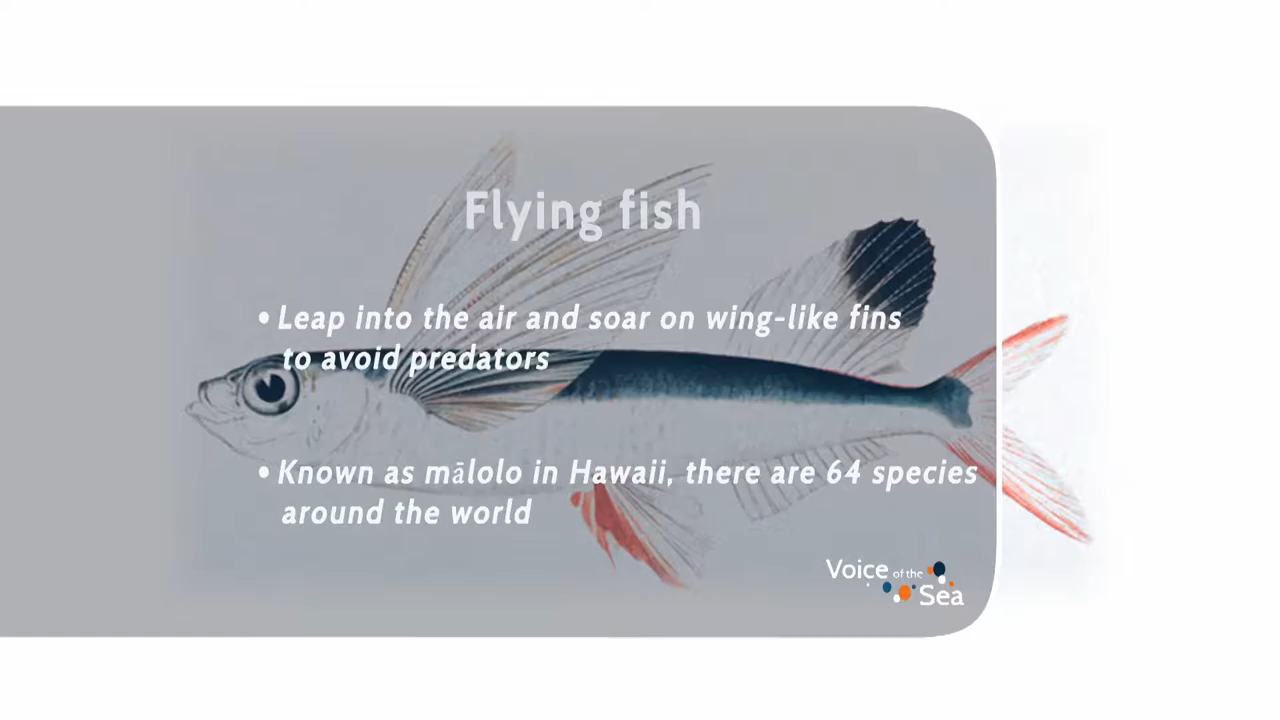 Flying fish
• Leap into the air and soar on wing-like fins
to avoid predators
• Known as mālolo in Hawaii, there are 64 species
around the world
Voice of the
Sea